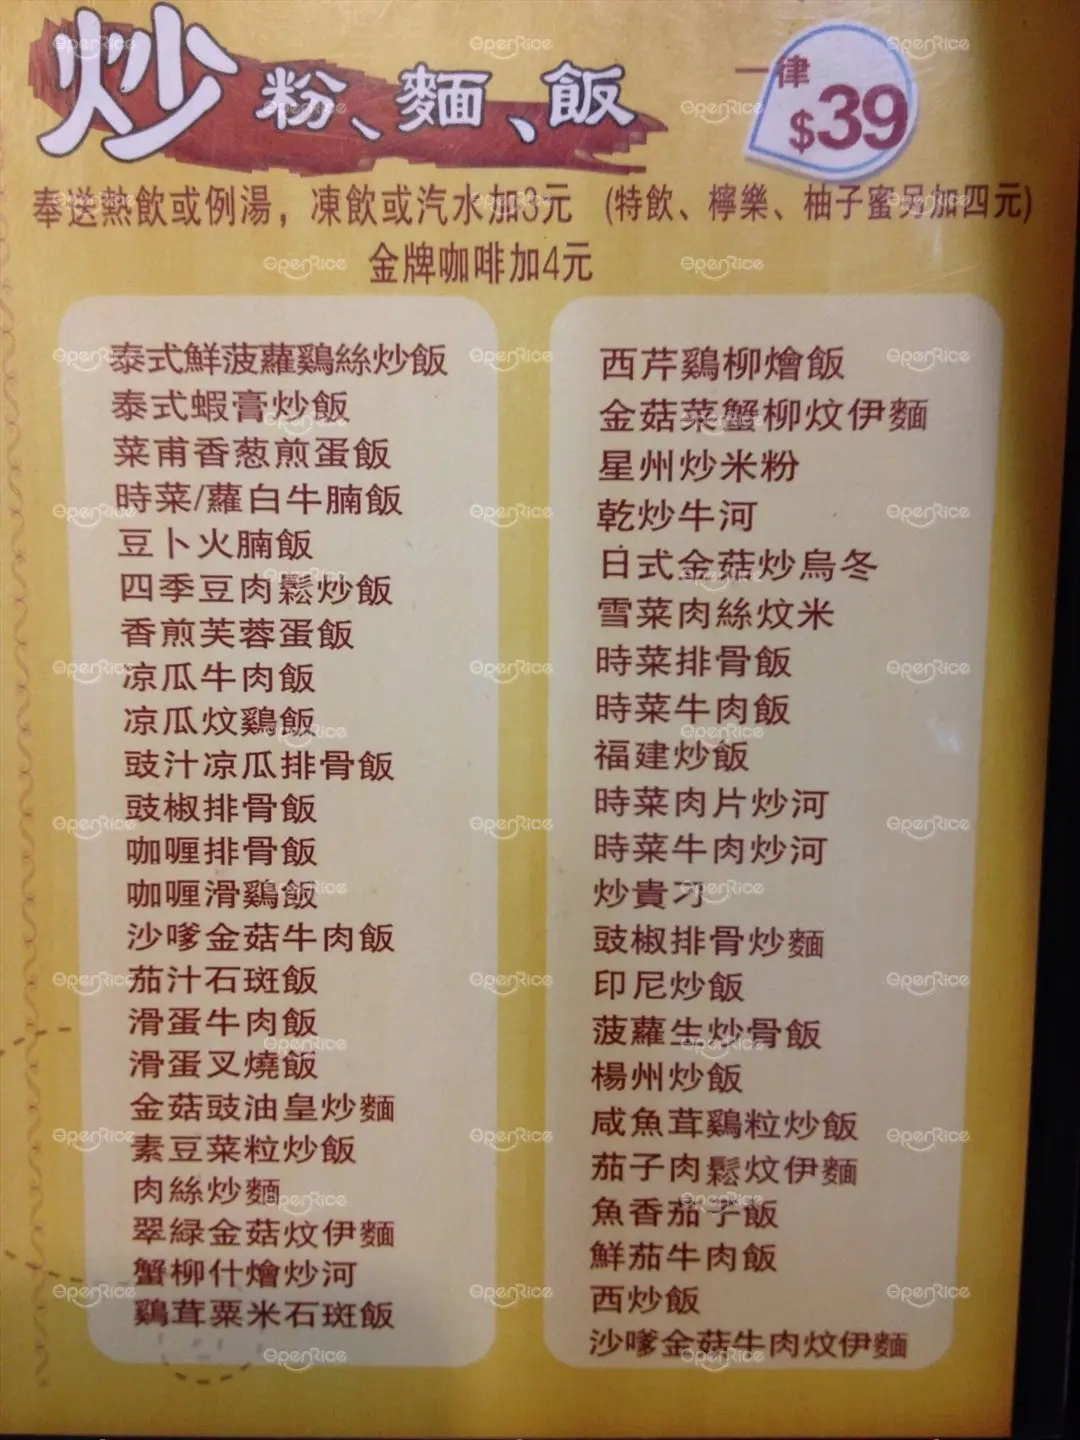 炒粉、麵、飯
一律
$39
奉送熱飲或例湯，凍飲或汽水加3元 (特飲、檸樂、柚子蜜另加四元)
金牌咖啡加4元
泰式鮮菠蘿鷄絲炒飯
泰式蝦膏炒飯
菜甫香葱煎蛋飯
時菜/蘿白牛腩飯
豆卜火腩飯
四季豆肉鬆炒飯
香煎芙蓉蛋飯
凉瓜牛肉飯
凉瓜炆鷄飯
豉汁凉瓜排骨飯
豉椒排骨飯
咖喱排骨飯
咖喱滑鷄飯
沙嗲金菇牛肉飯
茄汁石斑飯
滑蛋牛肉飯
滑蛋叉燒飯
金菇豉油皇炒麵
素豆菜粒炒飯
肉絲炒麵
翠緑金菇炆伊麵
蟹柳什燴炒河
鷄茸粟米石斑飯
西芹鷄柳燴飯
金菇菜蟹柳炆伊麵
星州炒米粉
乾炒牛河
日式金菇炒烏冬
雪菜肉絲炆米
時菜排骨飯
時菜牛肉飯
福建炒飯
時菜肉片炒河
時菜牛肉炒河
炒貴刁
豉椒排骨炒麵
印尼炒飯
菠蘿生炒骨飯
楊州炒飯
咸魚茸鷄粒炒飯
茄子肉鬆炆伊麵
魚香茄子飯
鮮茄牛肉飯
西炒飯
沙嗲金菇牛肉炆伊麵
OpenRice